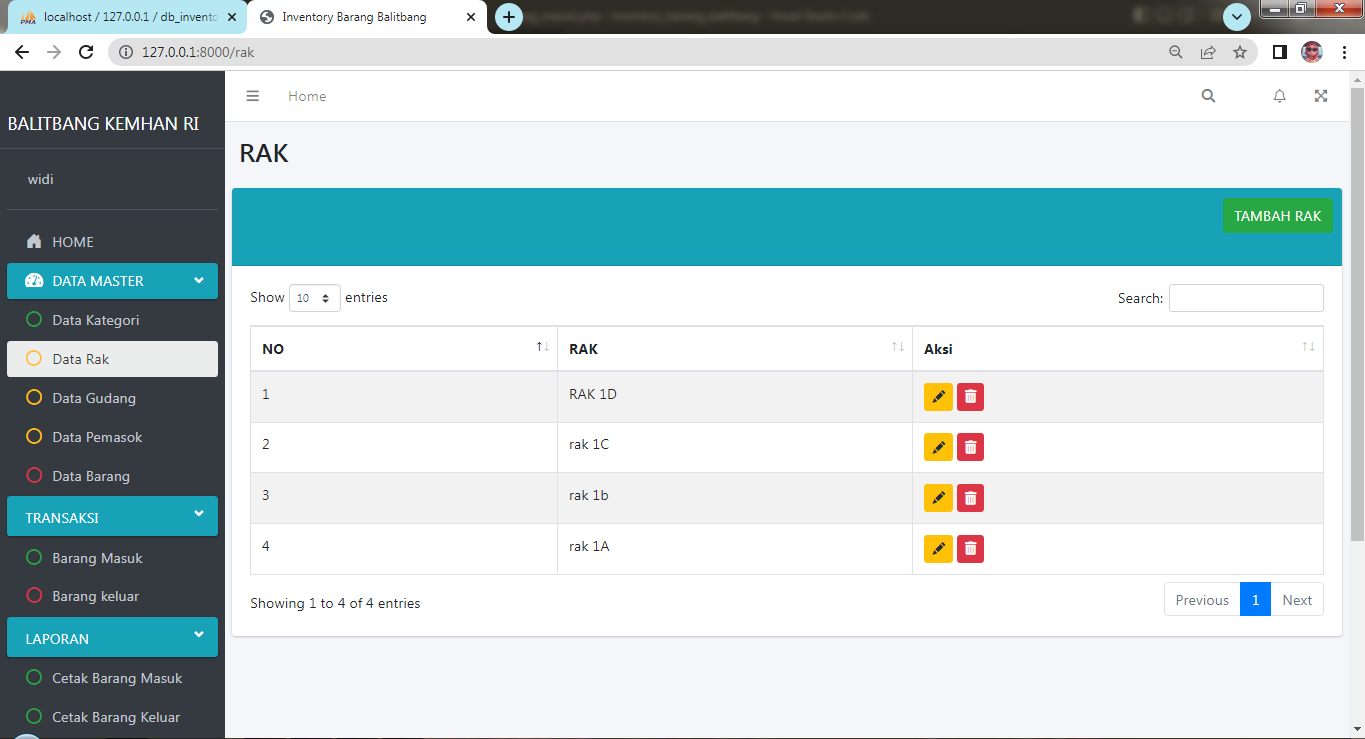 localhost / 127.0.0.1 / db_invento
Inventory Barang Balitbang
127.0.0.1:8000/rak
BALITBANG KEMHAN RI
widi
HOME
DATA MASTER
Data Kategori
Data Rak
Data Gudang
Data Pemasok
Data Barang
TRANSAKSI
Barang Masuk
Barang keluar
LAPORAN
Cetak Barang Masuk
Cetak Barang Keluar
Home
RAK
TAMBAH RAK
Show 10 entries
Search:
NO RAK Aksi
1 RAK 1D
2 rak 1C
3 rak 1b
4 rak 1A
Showing 1 to 4 of 4 entries
Previous 1 Next